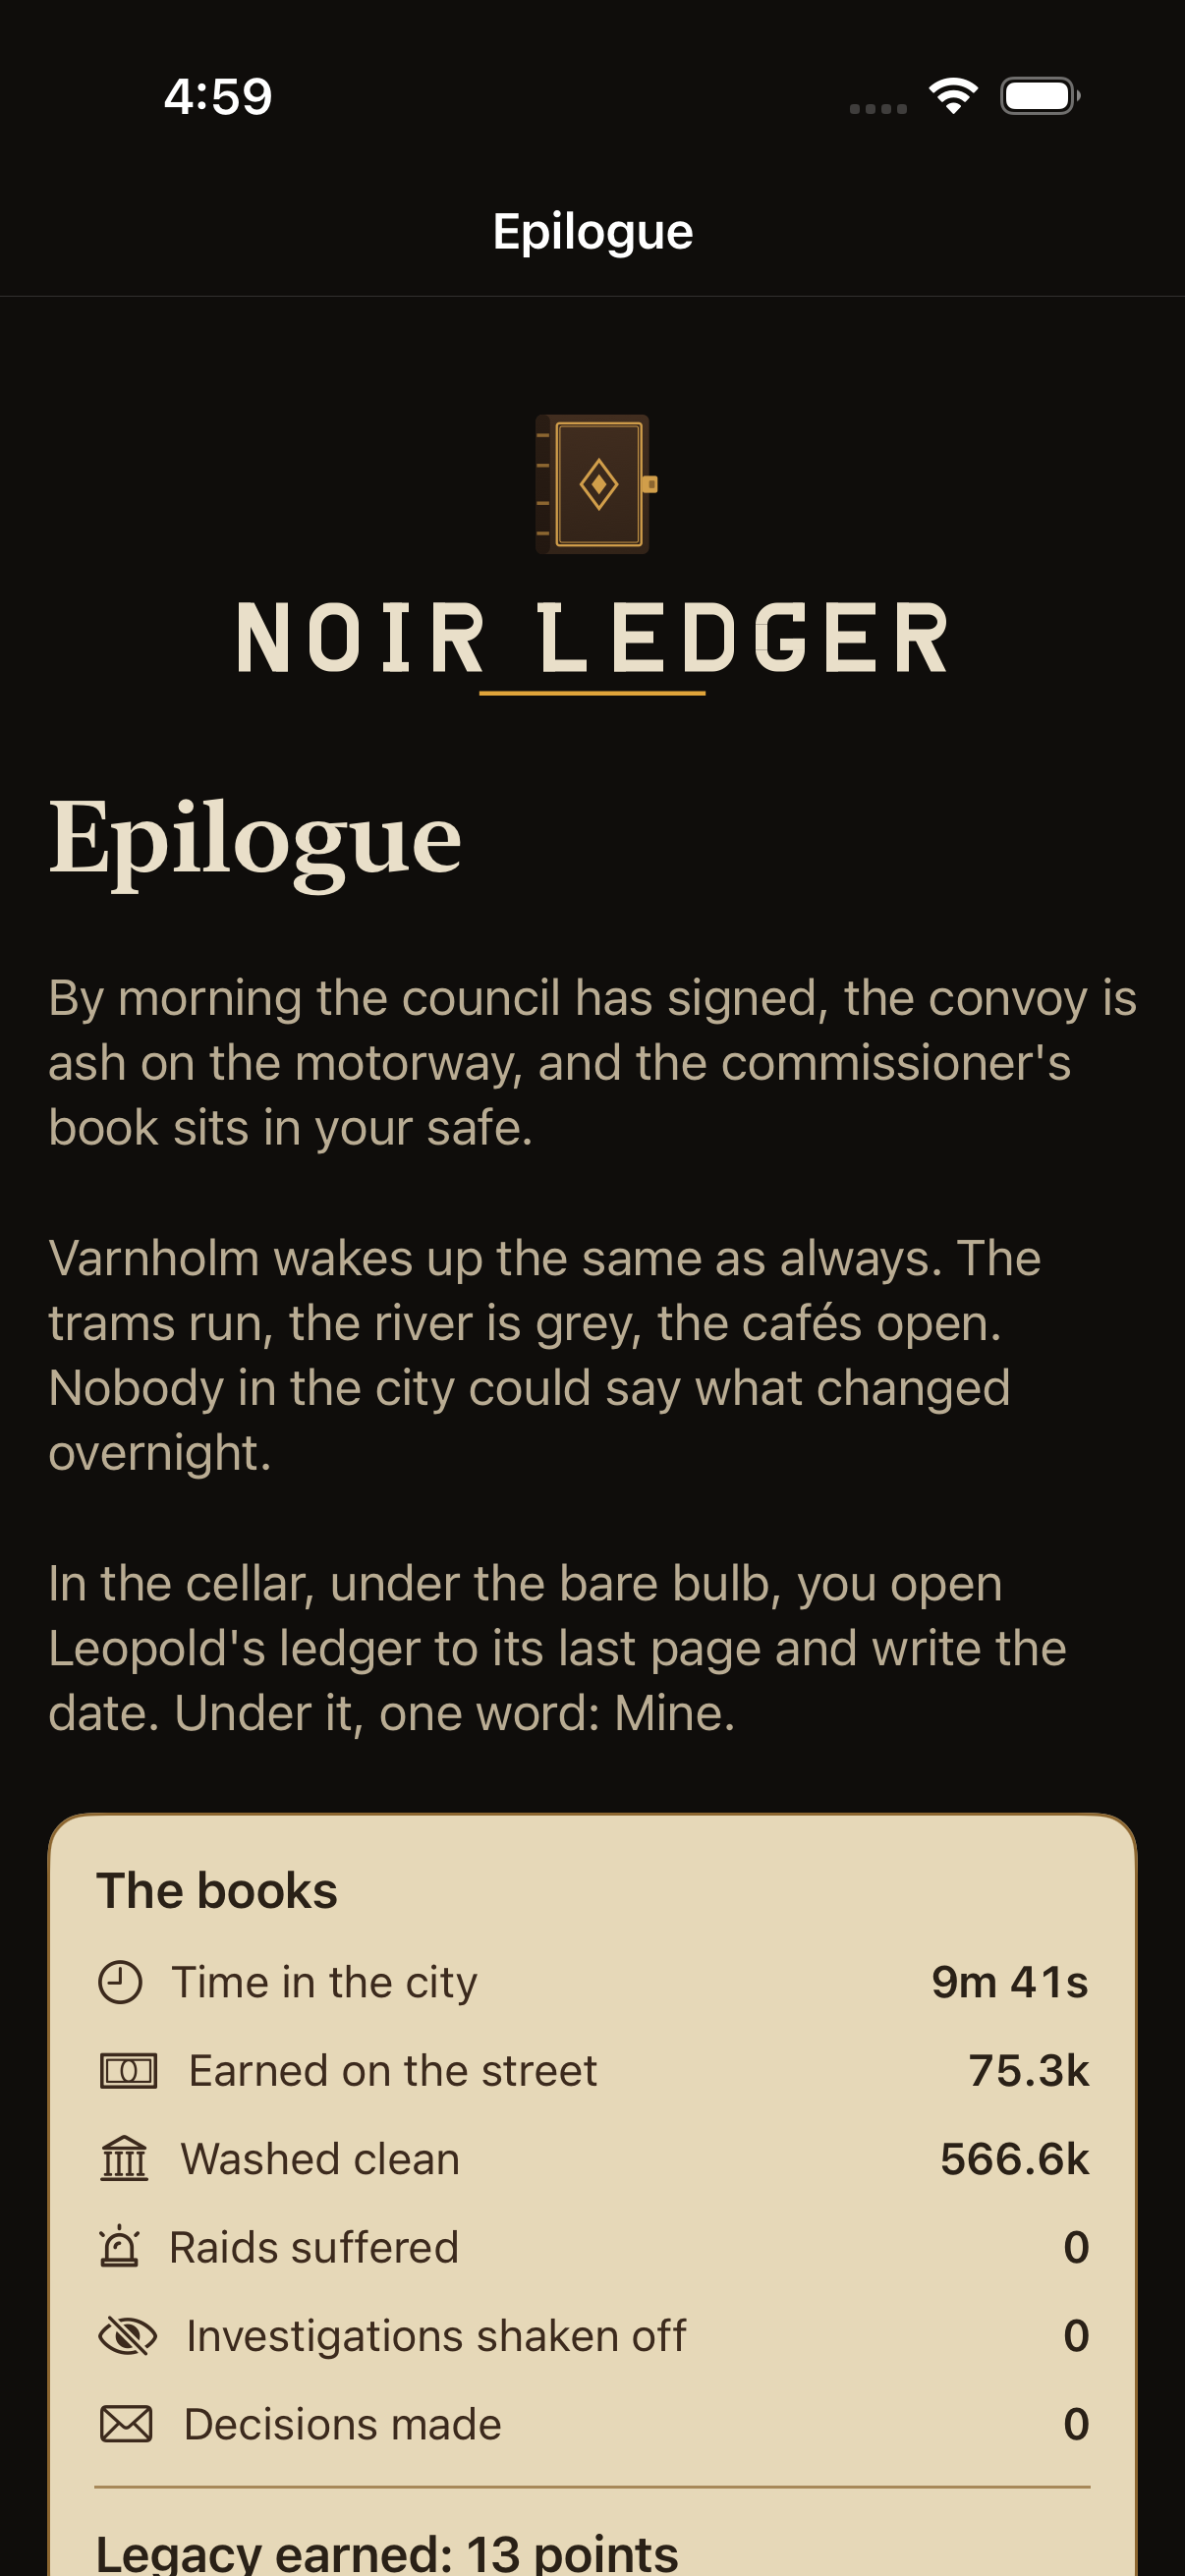 4:59
Epilogue
NOIR LEDGER
Epilogue
By morning the council has signed, the convoy is
ash on the motorway, and the commissioner's
book sits in your safe.
Varnholm wakes up the same as always. The
trams run, the river is grey, the cafés open.
Nobody in the city could say what changed
overnight.
In the cellar, under the bare bulb, you open
Leopold's ledger to its last page and write the
date. Under it, one word: Mine.
The books
Time in the city 9m 41s
Earned on the street 75.3k
Washed clean 566.6k
Raids suffered 0
Investigations shaken off 0
Decisions made 0
Legacy earned: 13 points